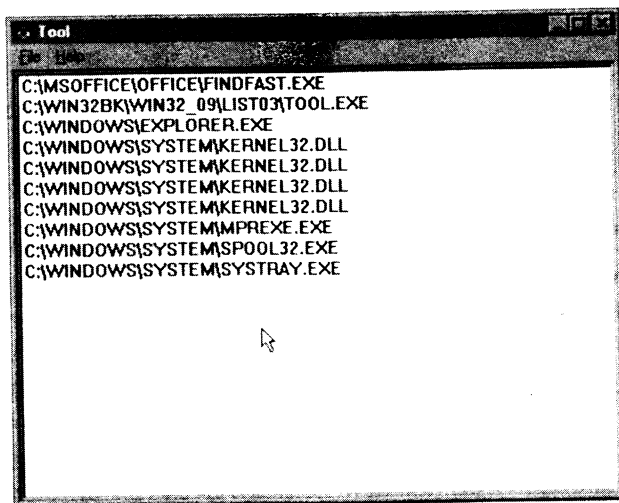 Tool
File Help
C:\MSOFFICE\OFFICE\FINDFAST.EXE
C:\WIN32BK\WIN32_09\LIST03\TOOL.EXE
C:\WINDOWS\EXPLORER.EXE
C:\WINDOWS\SYSTEM\KERNEL32.DLL
C:\WINDOWS\SYSTEM\KERNEL32.DLL
C:\WINDOWS\SYSTEM\KERNEL32.DLL
C:\WINDOWS\SYSTEM\KERNEL32.DLL
C:\WINDOWS\SYSTEM\MPREXE.EXE
C:\WINDOWS\SYSTEM\SPOOL32.EXE
C:\WINDOWS\SYSTEM\SYSTRAY.EXE